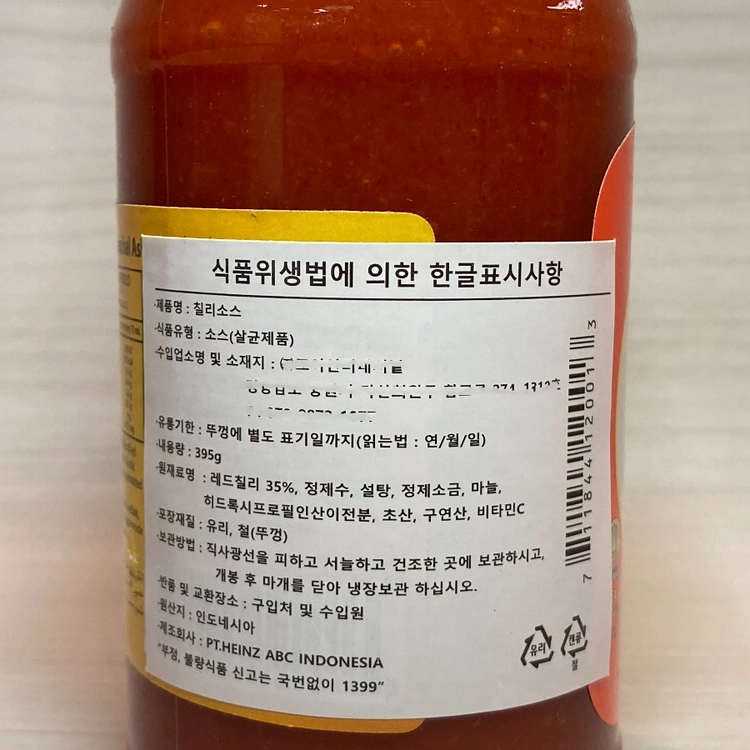 식품위생법에 의한 한글표시사항
·제품명 : 칠리소스
·식품유형 : 소스(살균제품)
·수입업소명 및 소재지 :
·유통기한 : 뚜껑에 별도 표기일까지(읽는법 : 연/월/일)
·내용량 : 395g
·원재료명 : 레드칠리 35%, 정제수, 설탕, 정제소금, 마늘,
히드록시프로필인산이전분, 초산, 구연산, 비타민C
·포장재질 : 유리, 철(뚜껑)
·보관방법 : 직사광선을 피하고 서늘하고 건조한 곳에 보관하시고,
개봉 후 마개를 닫아 냉장보관 하십시오.
·반품 및 교환장소 : 구입처 및 수입원
·원산지 : 인도네시아
·제조회사 : PT.HEINZ ABC INDONESIA
"부정, 불량식품 신고는 국번없이 1399"
유리
캔류
철
7 11844 12001 3